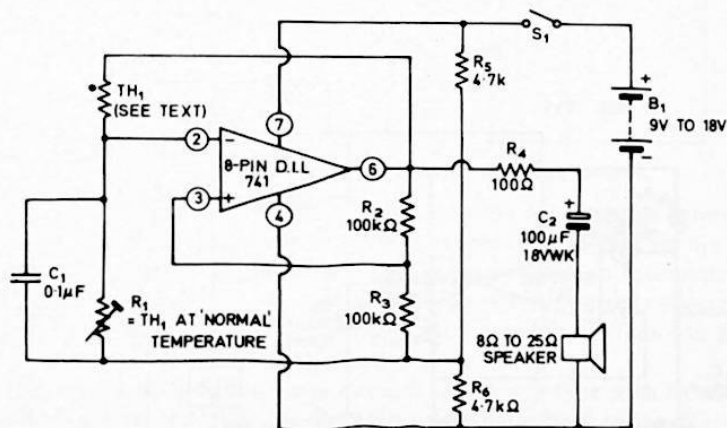 S₁
R₅
4·7k
+
B₁
9V TO 18V
−
TH₁
(SEE TEXT)
2
−
7
8-PIN D.I.L
741
6
3
+
4
R₄
100Ω
R₂
100kΩ
+
C₂
100µF
18VWK
C₁
0·1µF
R₁
= TH₁ AT 'NORMAL'
TEMPERATURE
R₃
100kΩ
8Ω TO 25Ω
SPEAKER
R₆
4·7kΩ